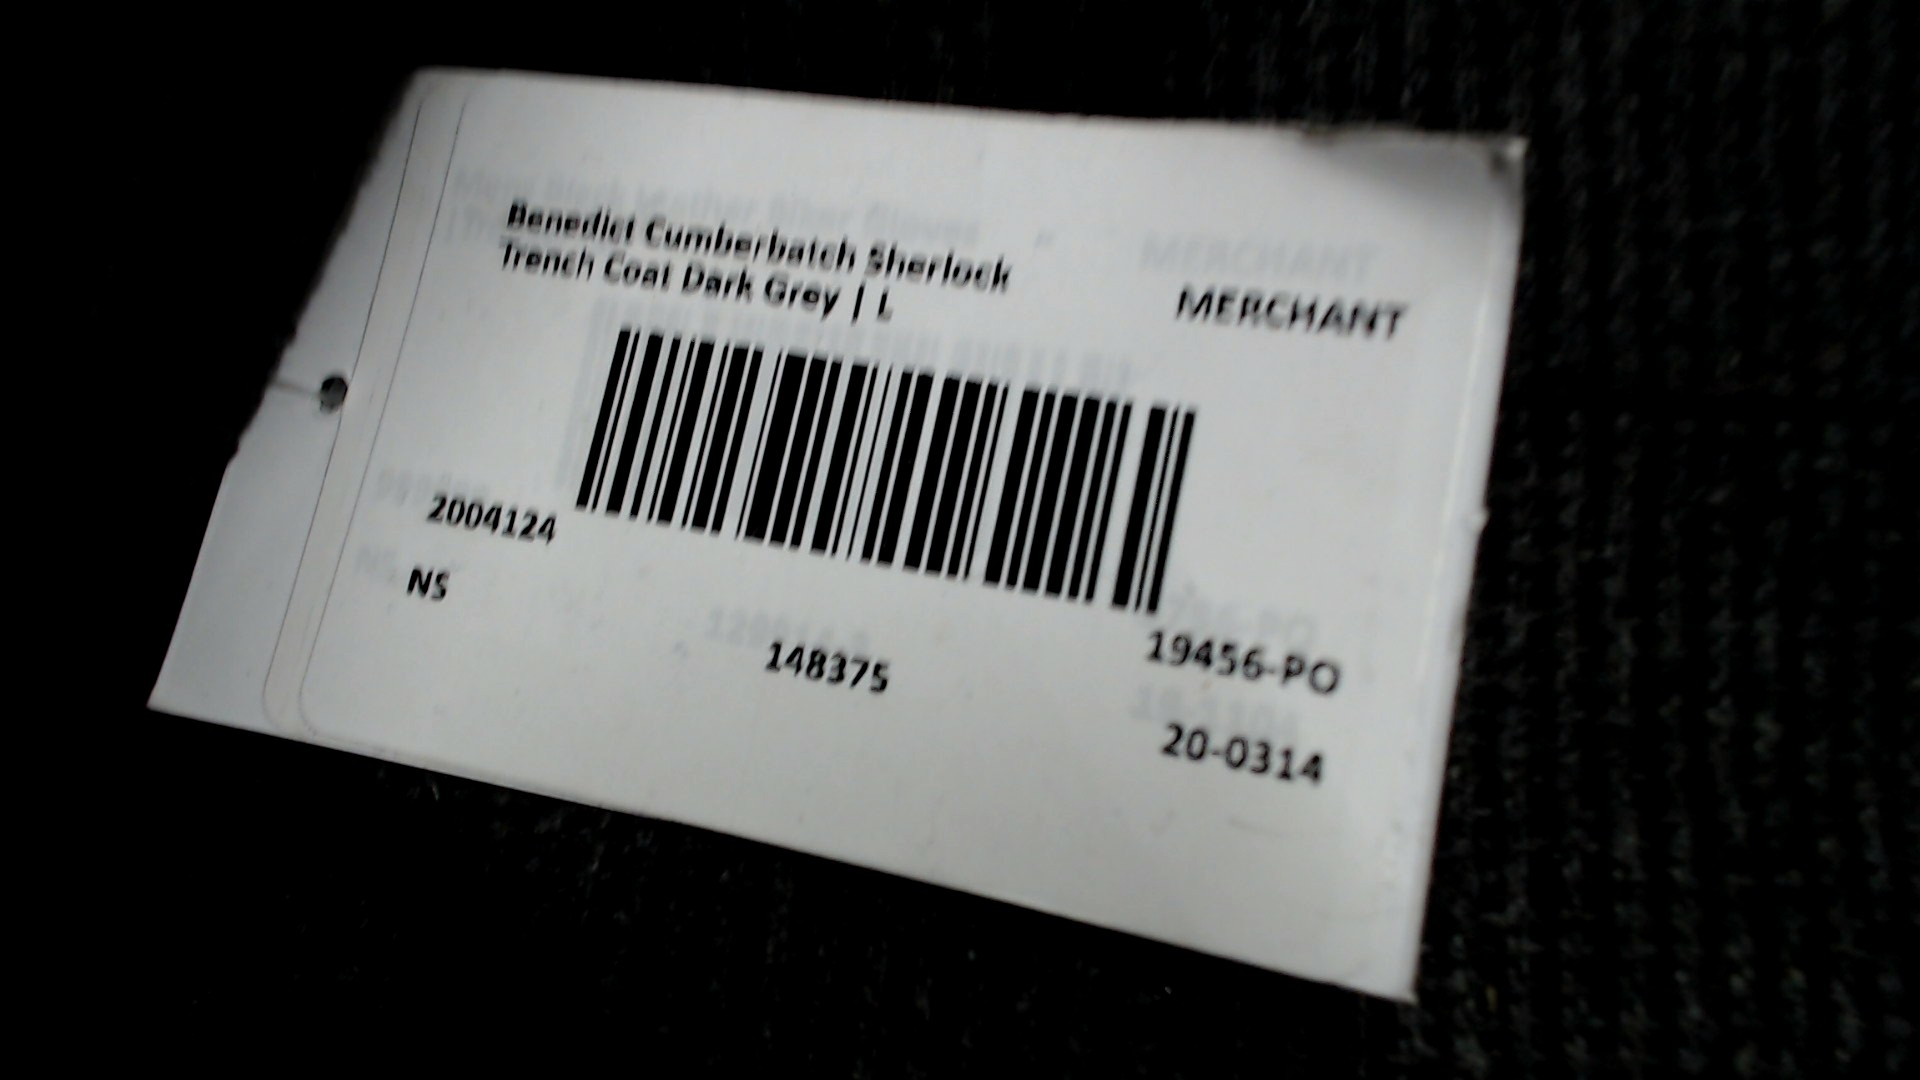 Benedict Cumberbatch Sherlock
Trench Coat Dark Grey | L
MERCHANT
2004124
NS
148375
19456-PO
20-0314